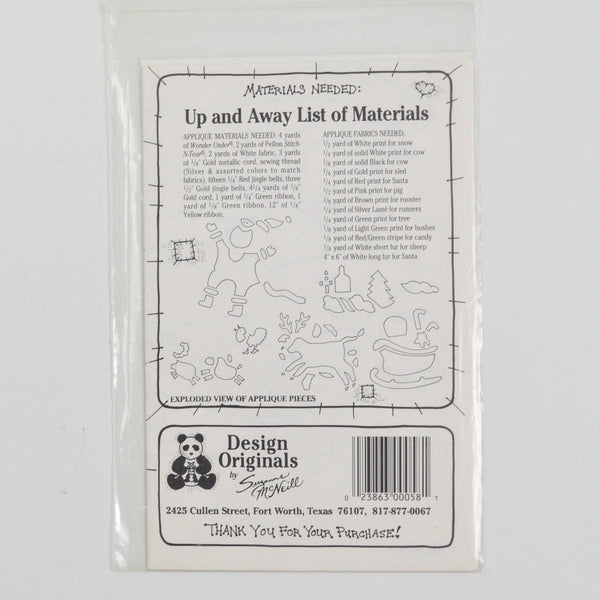 MATERIALS NEEDED:
Up and Away List of Materials
APPLIQUE MATERIALS NEEDED: 4 yards
of Wonder Under®, 2 yards of Pellon Stitch-
N-Tear®, 2 yards of White fabric, 3 yards
of 1/8" Gold metallic cord, sewing thread
(Silver & assorted colors to match
fabrics), fifteen 1/4" Red jingle bells, three
1/2" Gold jingle bells, 4 1/4 yards of 1/8"
Gold cord, 1 yard of 1/4" Green ribbon, 1
yard of 1/8" Green ribbon, 12" of 1/8"
Yellow ribbon.
APPLIQUE FABRICS NEEDED:
1/2 yard of White print for snow
1/4 yard of solid White print for cow
1/8 yard of solid Black for cow
1/4 yard of Gold print for sled
1/4 yard of Red print for Santa
1/2 yard of Pink print for pig
1/8 yard of Brown print for rooster
1/4 yard of Silver Lamé for runners
1/4 yard of Green print for tree
1/8 yard of Light Green print for bushes
1/8 yard of Red/Green stripe for candy
1/8 yard of White short fur for sheep
4" x 6" of White long fur for Santa
EXPLODED VIEW OF APPLIQUE PIECES
Design
Originals
by Suzanne
McNeill
0 23863 00058 1
2425 Cullen Street, Fort Worth, Texas 76107, 817-877-0067
THANK YOU FOR YOUR PURCHASE!